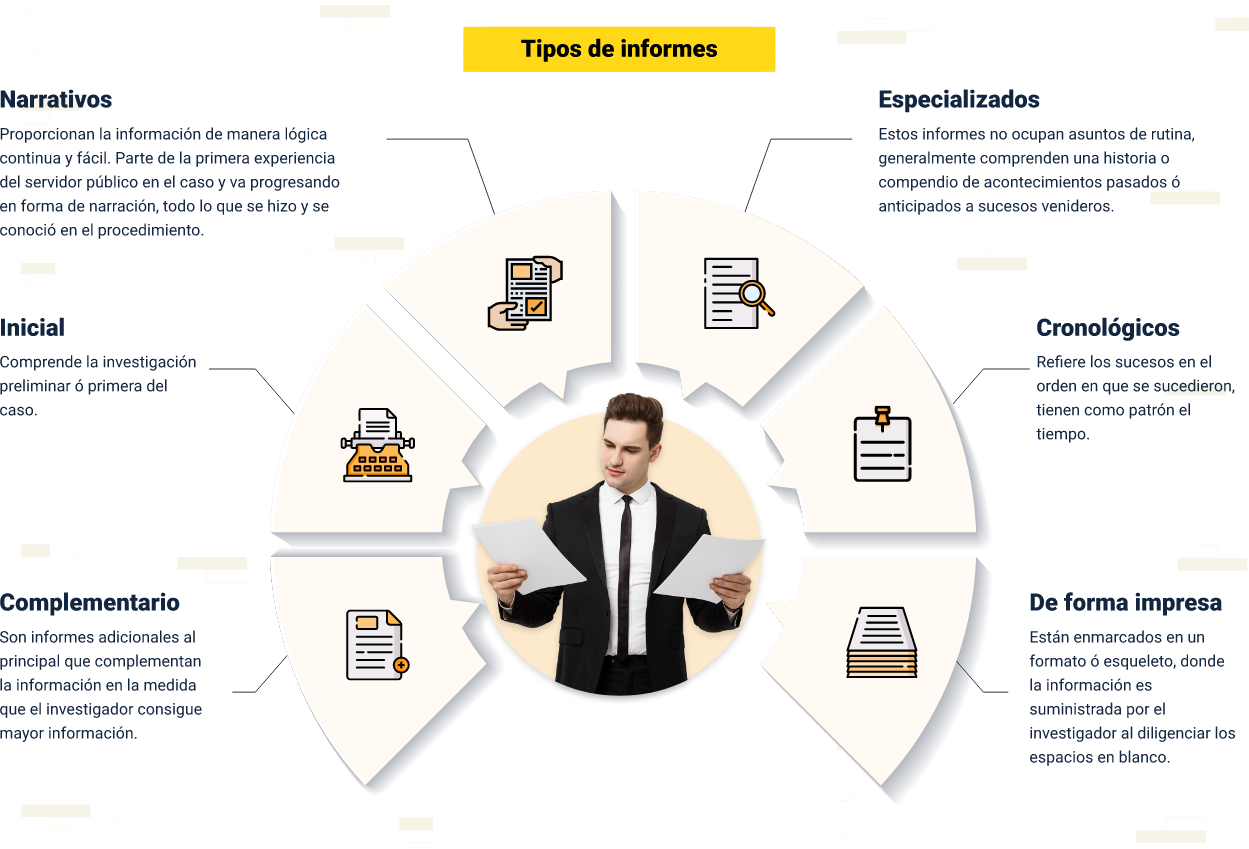 Tipos de informes
Narrativos
Proporcionan la información de manera lógica
continua y fácil. Parte de la primera experiencia
del servidor público en el caso y va progresando
en forma de narración, todo lo que se hizo y se
conoció en el procedimiento.
Inicial
Comprende la investigación
preliminar ó primera del
caso.
Complementario
Son informes adicionales al
principal que complementan
la información en la medida
que el investigador consigue
mayor información.
Especializados
Estos informes no ocupan asuntos de rutina,
generalmente comprenden una historia o
compendio de acontecimientos pasados ó
anticipados a sucesos venideros.
Cronológicos
Refiere los sucesos en el
orden en que se sucedieron,
tienen como patrón el
tiempo.
De forma impresa
Están enmarcados en un
formato ó esqueleto, donde
la información es
suministrada por el
investigador al diligenciar los
espacios en blanco.